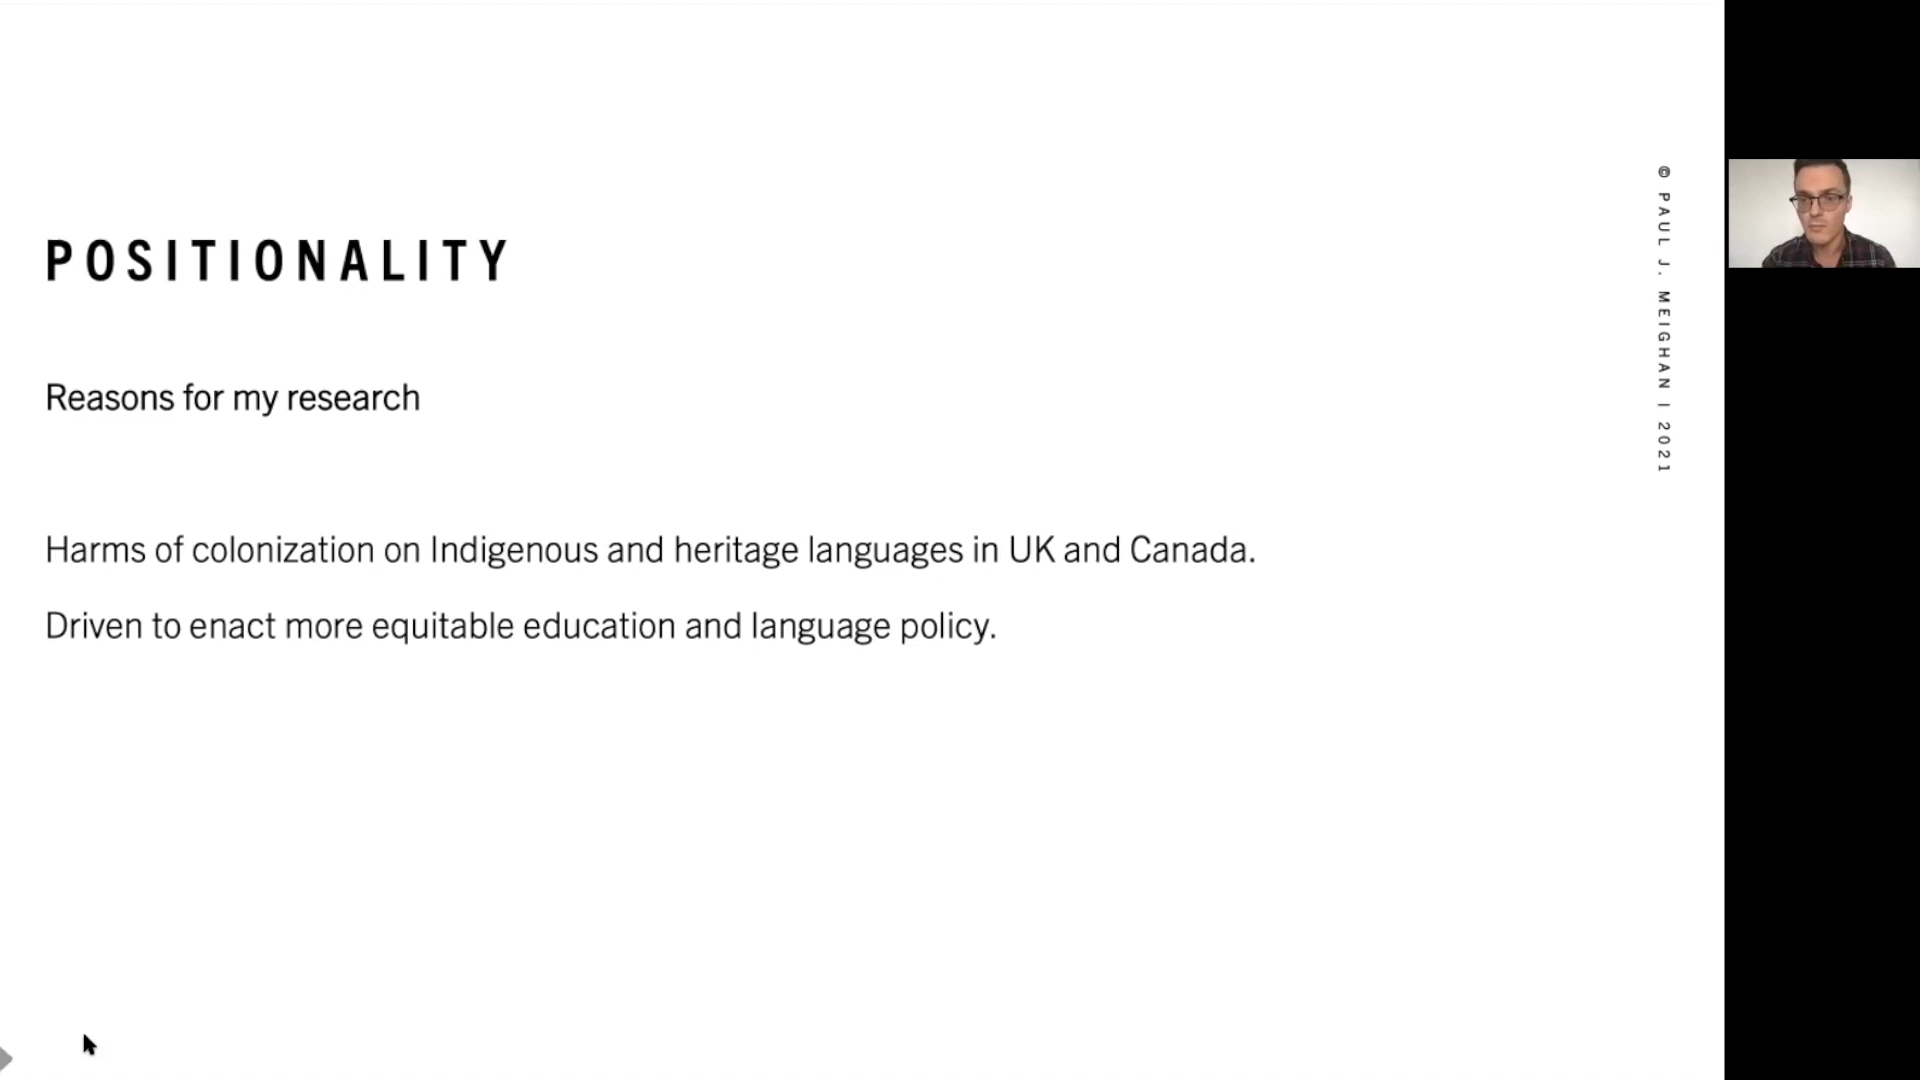 POSITIONALITY
Reasons for my research
Harms of colonization on Indigenous and heritage languages in UK and Canada.
Driven to enact more equitable education and language policy.
© PAUL J. MEIGHAN | 2021